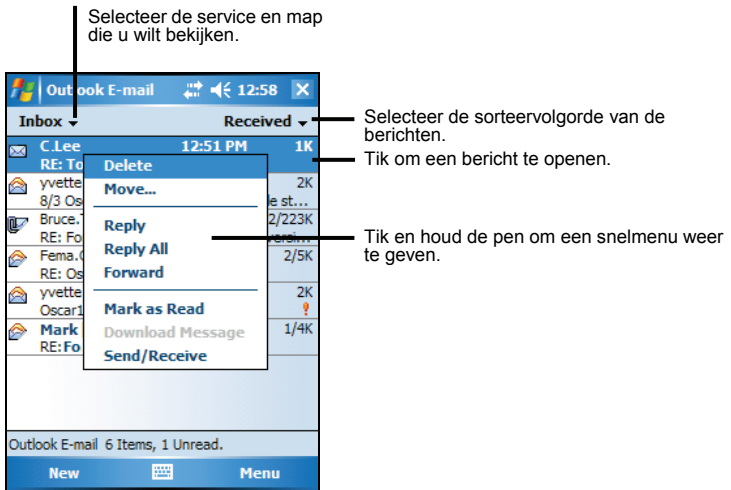 Selecteer de service en map
die u wilt bekijken.
Outlook E-mail 12:58
Inbox Received
Selecteer de sorteervolgorde van de
berichten.
C.Lee 12:51 PM 1K
Tik om een bericht te openen.
RE: To
Delete
yvette 2K
Move...
8/3 Os le st...
Bruce. 2/223K
Reply
Tik en houd de pen om een snelmenu weer
te geven.
RE: Fo versi...
Reply All
Fema. 2/5K
Forward
RE: Os
yvette 2K
Mark as Read
Oscar1
Mark 1/4K
Download Message
RE: Fo
Send/Receive
Outlook E-mail 6 Items, 1 Unread.
New Menu